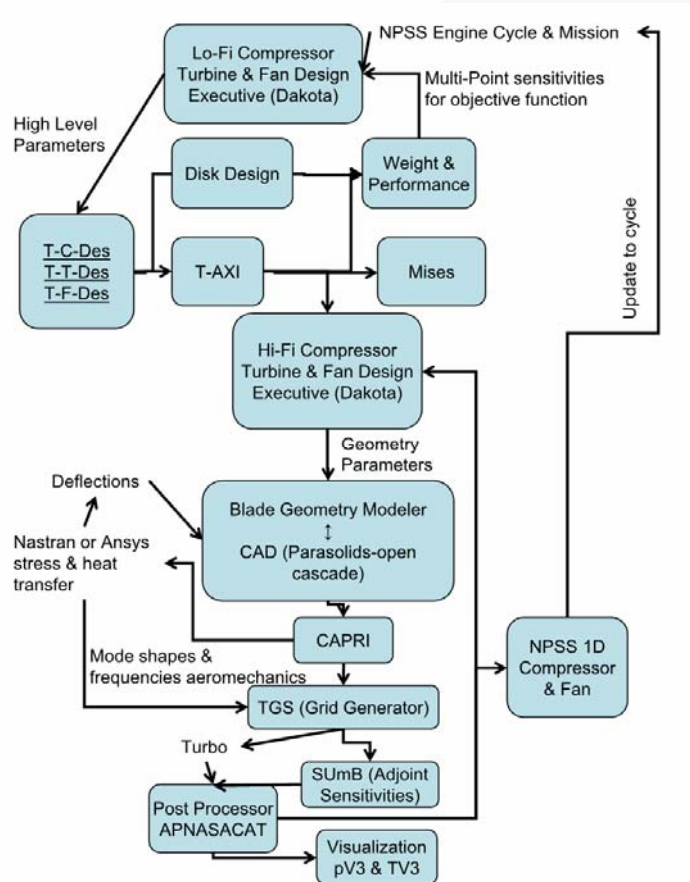 Lo-Fi Compressor
Turbine & Fan Design
Executive (Dakota)
NPSS Engine Cycle & Mission
Multi-Point sensitivities
for objective function
High Level
Parameters
Disk Design
Weight &
Performance
Update to cycle
T-C-Des
T-T-Des
T-F-Des
T-AXI
Mises
Hi-Fi Compressor
Turbine & Fan Design
Executive (Dakota)
Geometry
Parameters
Deflections
Blade Geometry Modeler
↕
CAD (Parasolids-open
cascade)
Nastran or Ansys
stress & heat
transfer
CAPRI
NPSS 1D
Compressor
& Fan
Mode shapes &
frequencies aeromechanics
TGS (Grid Generator)
Turbo
SUmB (Adjoint
Sensitivities)
Post Processor
APNASACAT
Visualization
pV3 & TV3